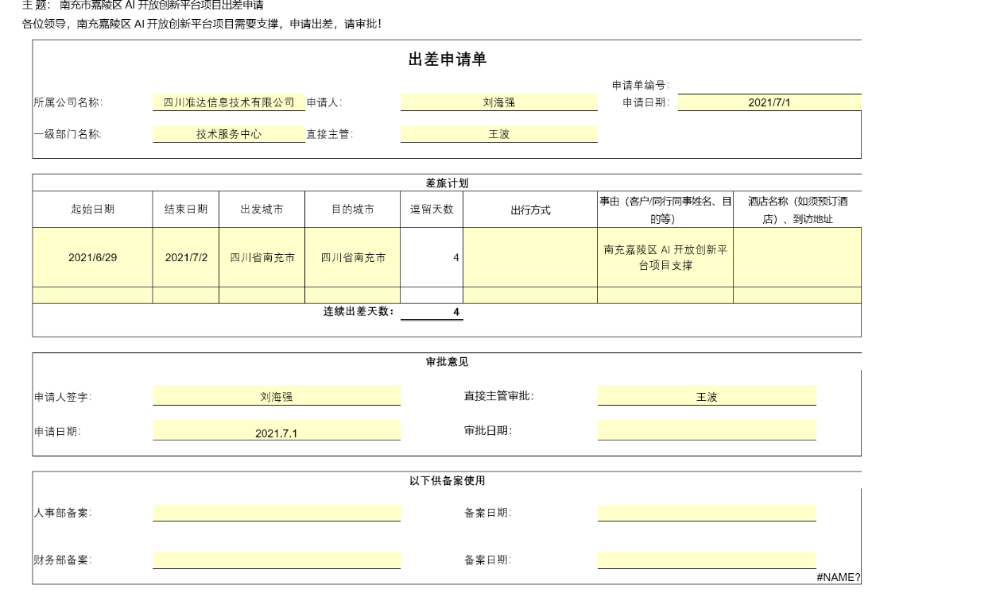 主 题： 南充市嘉陵区 AI 开放创新平台项目出差申请
各位领导，南充嘉陵区 AI 开放创新平台项目需要支撑，申请出差，请审批！
出差申请单
申请单编号：
所属公司名称： 四川准达信息技术有限公司 申请人： 刘海强 申请日期： 2021/7/1
一级部门名称: 技术服务中心 直接主管： 王波
差旅计划
起始日期 结束日期 出发城市 目的城市 逗留天数 出行方式 事由（客户/同行同事姓名、目的等） 酒店名称（如须预订酒店）、到访地址
2021/6/29 2021/7/2 四川省南充市 四川省南充市 4 南充嘉陵区 AI 开放创新平台项目支撑
连续出差天数： 4
审批意见
申请人签字： 刘海强 直接主管审批： 王波
申请日期： 2021.7.1 审批日期：
以下供备案使用
人事部备案： 备案日期：
财务部备案： 备案日期：
#NAME?